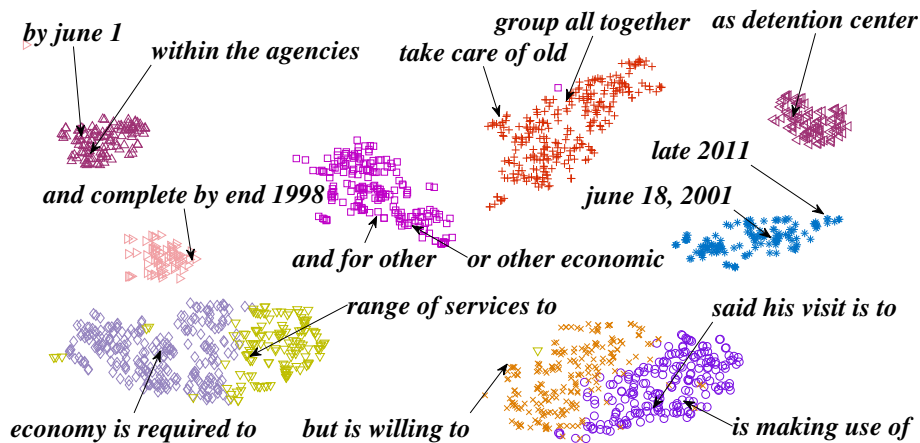 by june 1
within the agencies
group all together
take care of old
as detention center
late 2011
and complete by end 1998
june 18, 2001
and for other
or other economic
range of services to
said his visit is to
economy is required to
but is willing to
is making use of